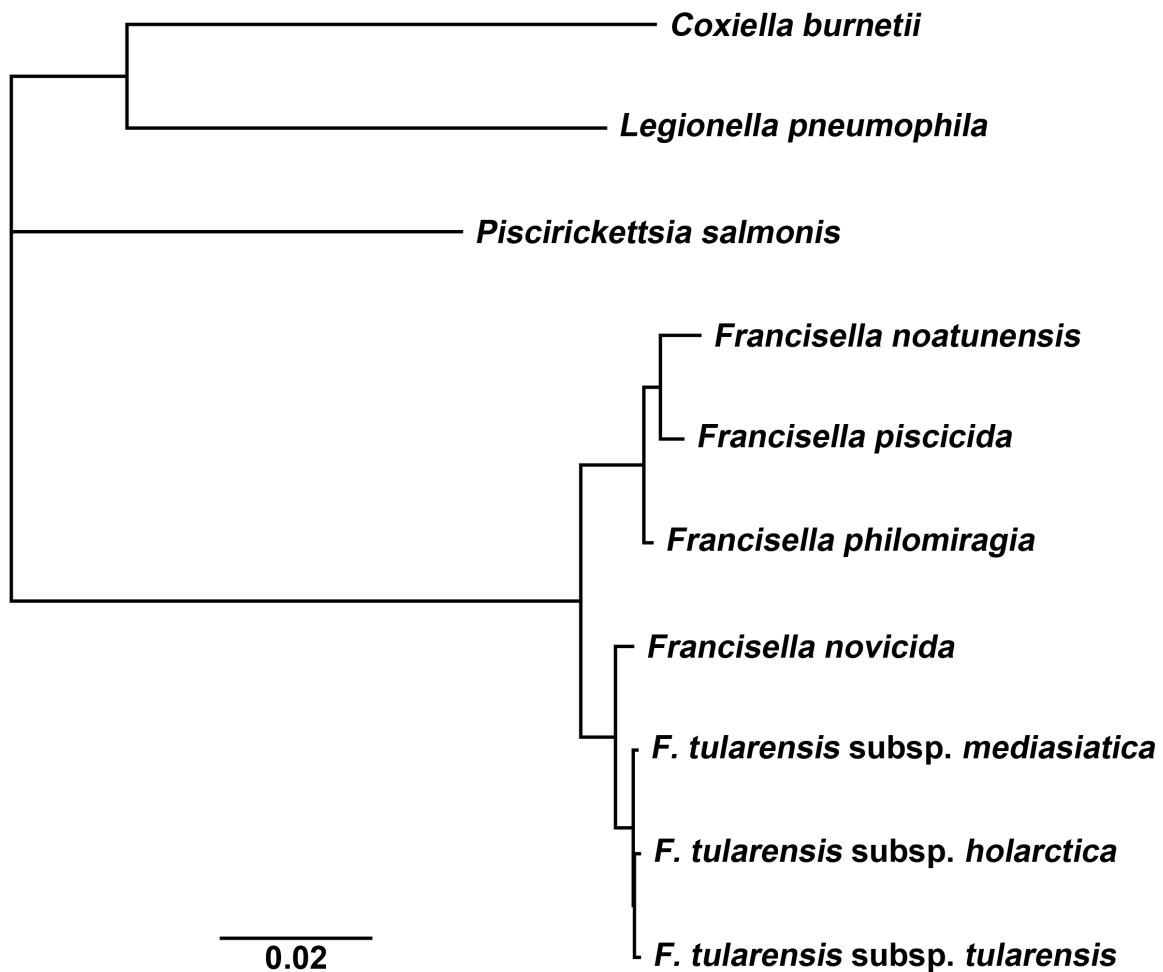 Coxiella burnetii
Legionella pneumophila
Piscirickettsia salmonis
Francisella noatunensis
Francisella piscicida
Francisella philomiragia
Francisella novicida
F. tularensis subsp. mediasiatica
F. tularensis subsp. holarctica
F. tularensis subsp. tularensis
0.02